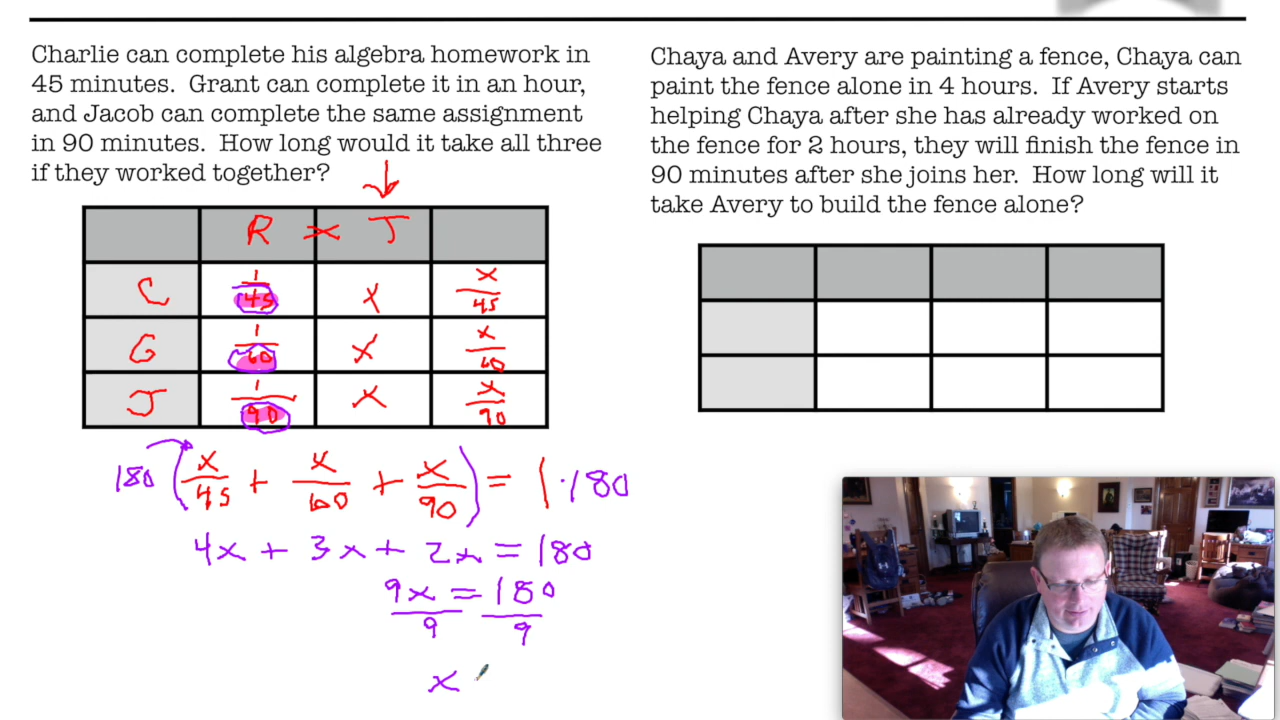 Charlie can complete his algebra homework in
45 minutes. Grant can complete it in an hour,
and Jacob can complete the same assignment
in 90 minutes. How long would it take all three
if they worked together?
R × T
C 1/45 x x/45
G 1/60 x x/60
J 1/90 x x/90
180 (x/45 + x/60 + x/90) = 1 · 180
4x + 3x + 2x = 180
9x = 180
9 9
x
Chaya and Avery are painting a fence, Chaya can
paint the fence alone in 4 hours. If Avery starts
helping Chaya after she has already worked on
the fence for 2 hours, they will finish the fence in
90 minutes after she joins her. How long will it
take Avery to build the fence alone?